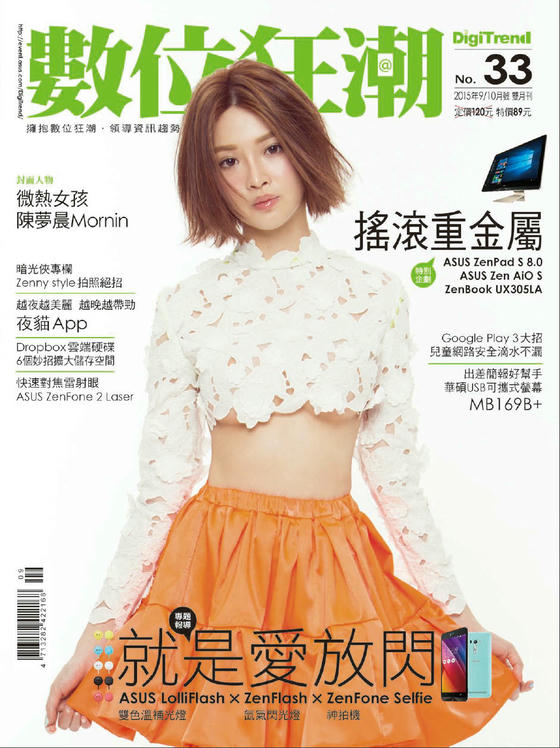 http://event.asus.com/Digitrend/
數位狂潮
@
DigiTrend
No. 33
2015年9/10月號 雙月刊
定價120元 特價89元
擁抱數位狂潮，領導資訊趨勢
封面人物
微熱女孩
陳夢晨Mornin
搖滾重金屬
特別
企劃
ASUS ZenPad S 8.0
ASUS Zen AiO S
ZenBook UX305LA
暗光俠專欄
Zenny style拍照絕招
越夜越美麗 越晚越帶勁
夜貓App
Dropbox雲端硬碟
6個妙招擴大儲存空間
快速對焦雷射眼
ASUS ZenFone 2 Laser
Google Play 3大招
兒童網路安全滴水不漏
出差簡報好幫手
華碩USB可攜式螢幕
MB169B+
09
4 713282 422168
專題
報導
就是愛放閃
ASUS LolliFlash × ZenFlash × ZenFone Selfie
雙色溫補光燈 氙氣閃光燈 神拍機